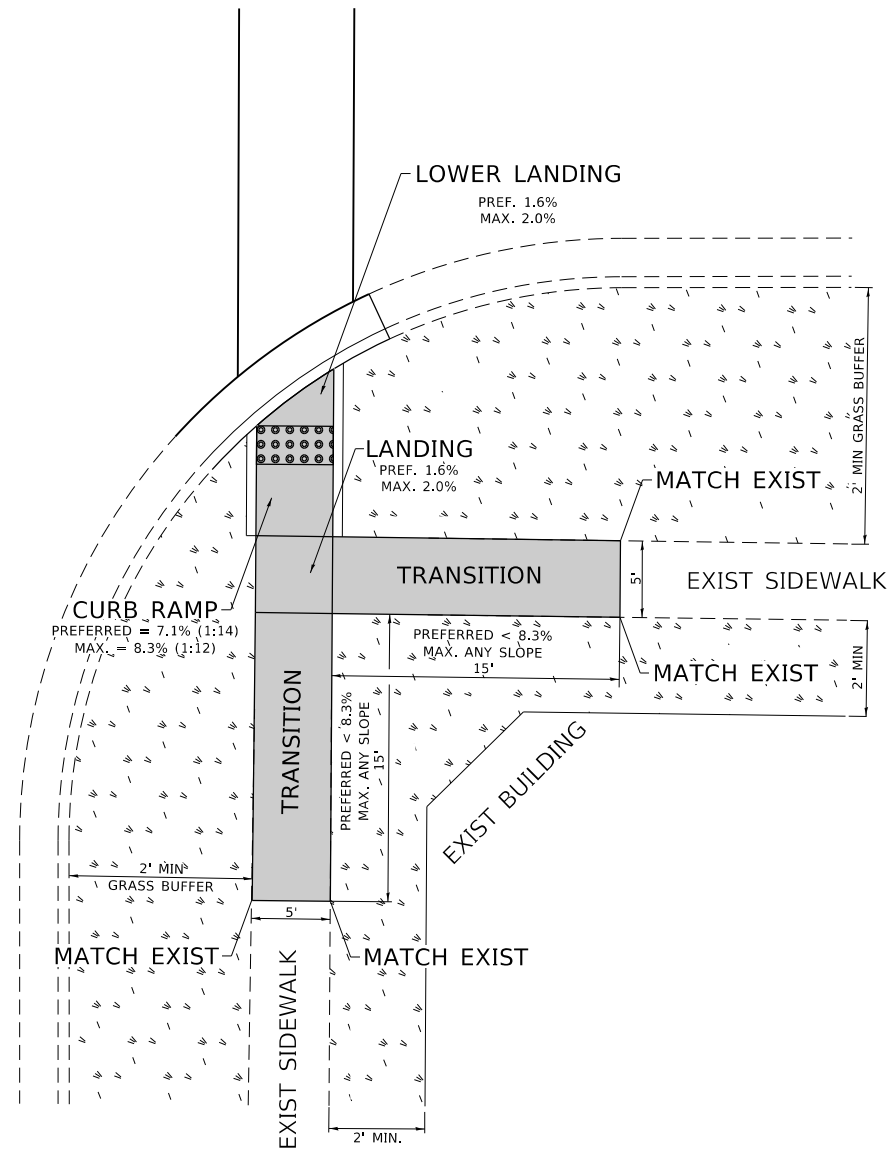 LOWER LANDING
PREF. 1.6%
MAX. 2.0%
2' MIN GRASS BUFFER
LANDING
PREF. 1.6%
MAX. 2.0%
MATCH EXIST
TRANSITION
5'
EXIST SIDEWALK
CURB RAMP
PREFERRED = 7.1% (1:14)
MAX. = 8.3% (1:12)
PREFERRED < 8.3%
MAX. ANY SLOPE
15'
MATCH EXIST
2' MIN
TRANSITION
PREFERRED < 8.3%
MAX. ANY SLOPE
15'
EXIST BUILDING
2' MIN
GRASS BUFFER
5'
MATCH EXIST
MATCH EXIST
EXIST SIDEWALK
2' MIN.